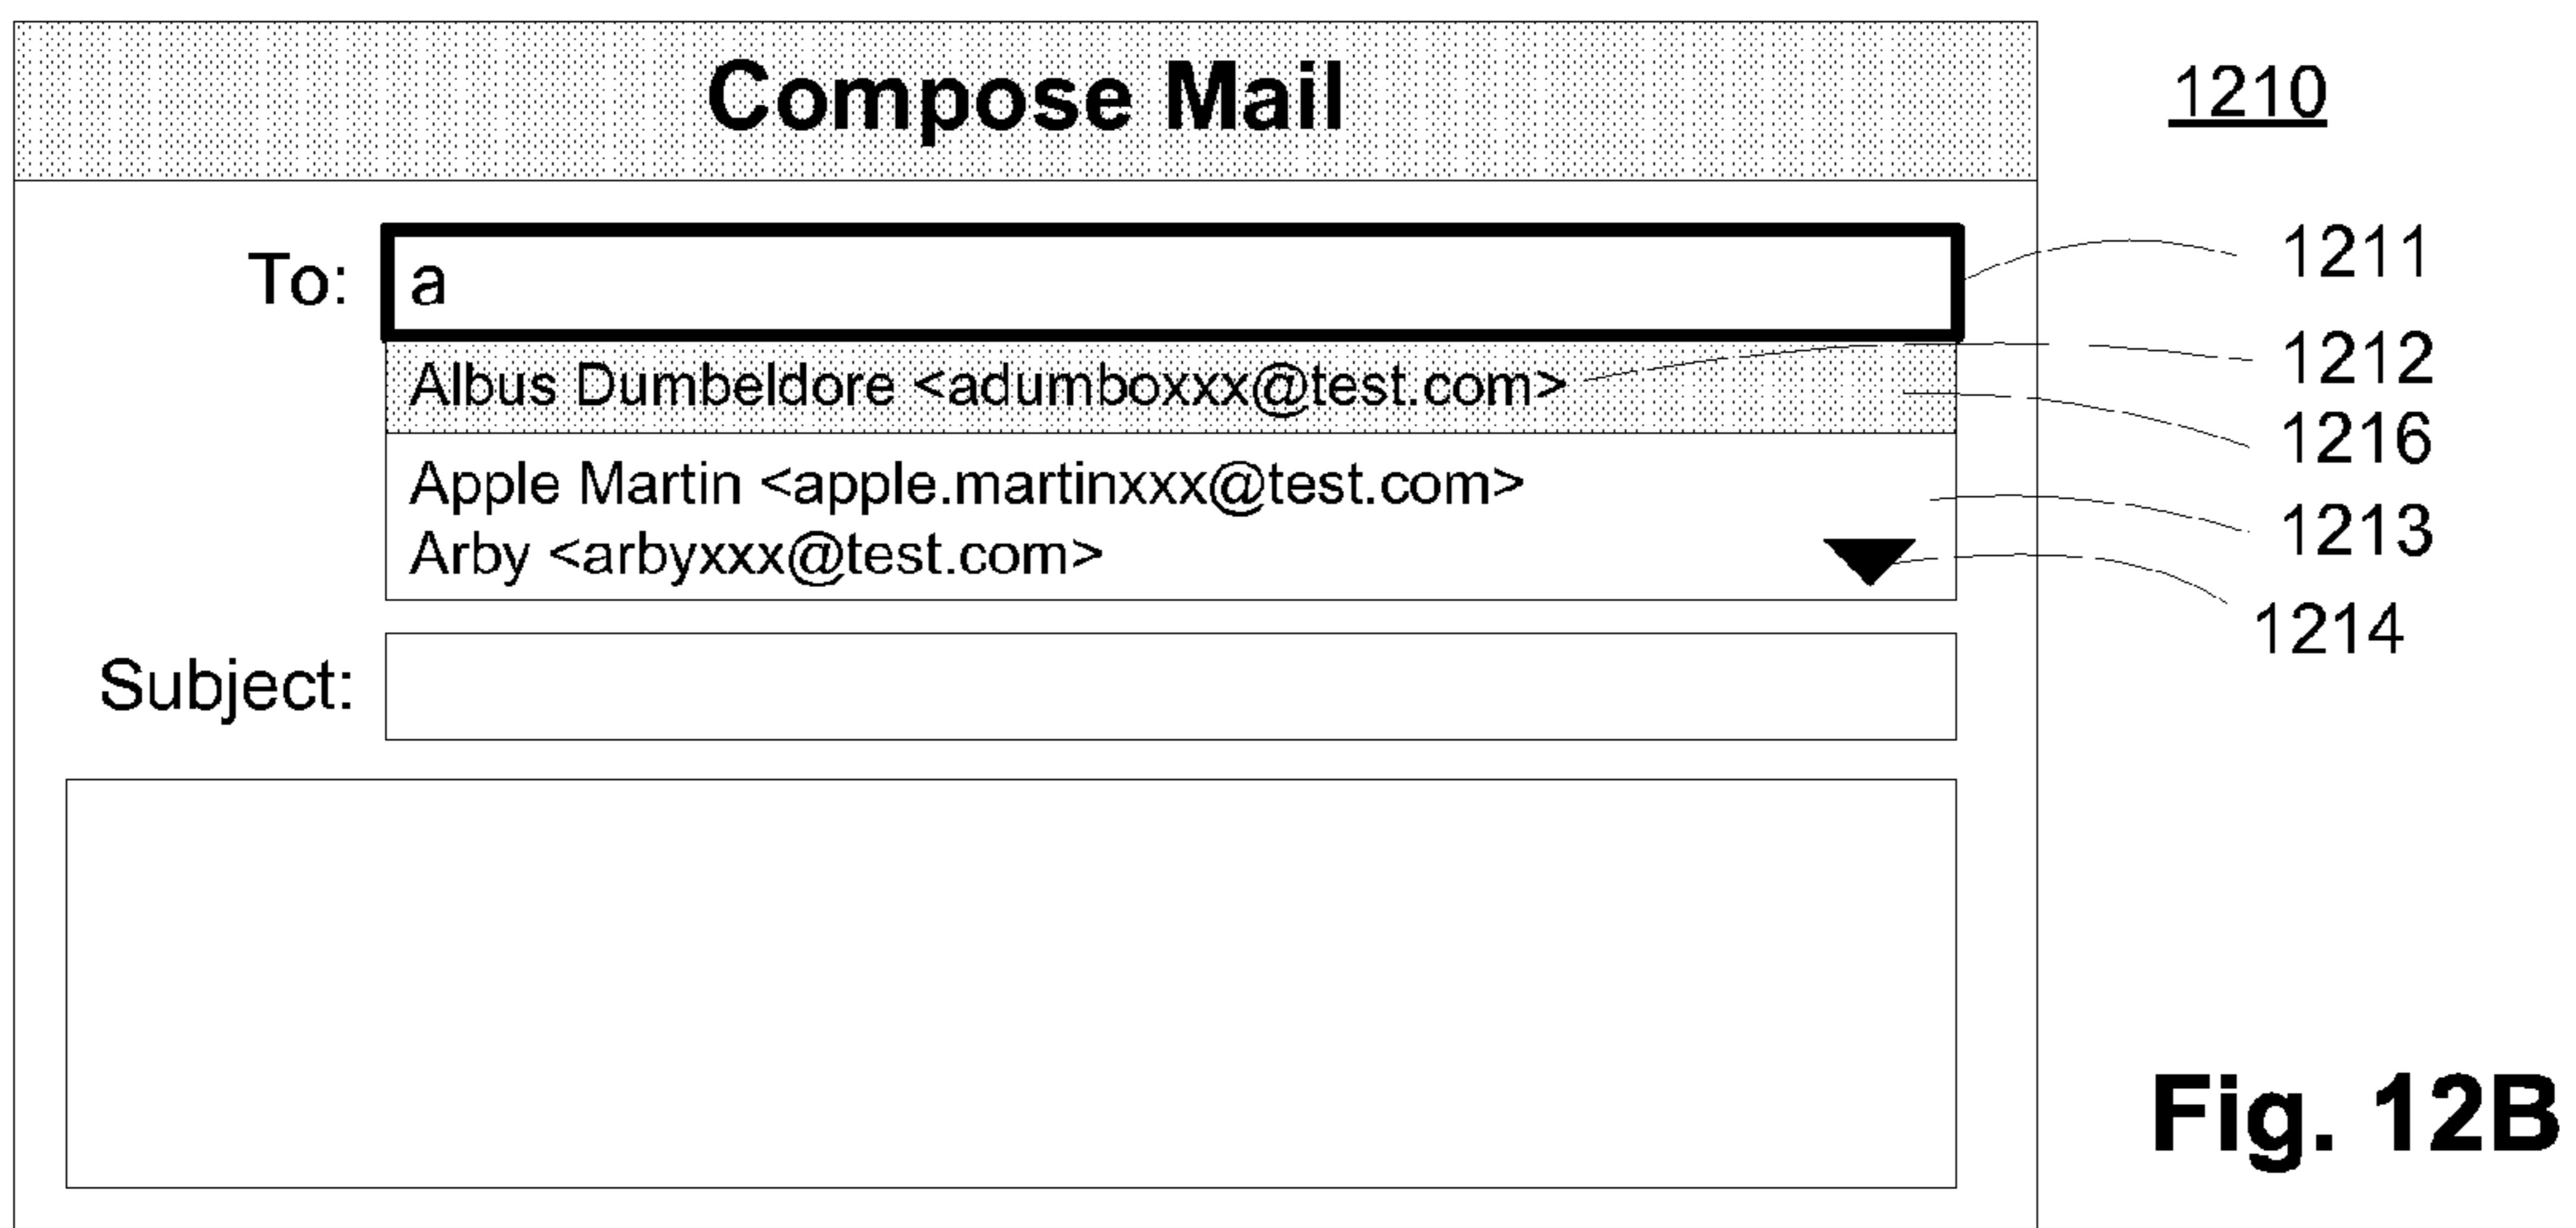 Compose Mail
1210
To: a
1211
Albus Dumbeldore <adumboxxx@test.com>
1212
1216
Apple Martin <apple.martinxxx@test.com>
1213
Arby <arbyxxx@test.com>
1214
Subject:
Fig. 12B